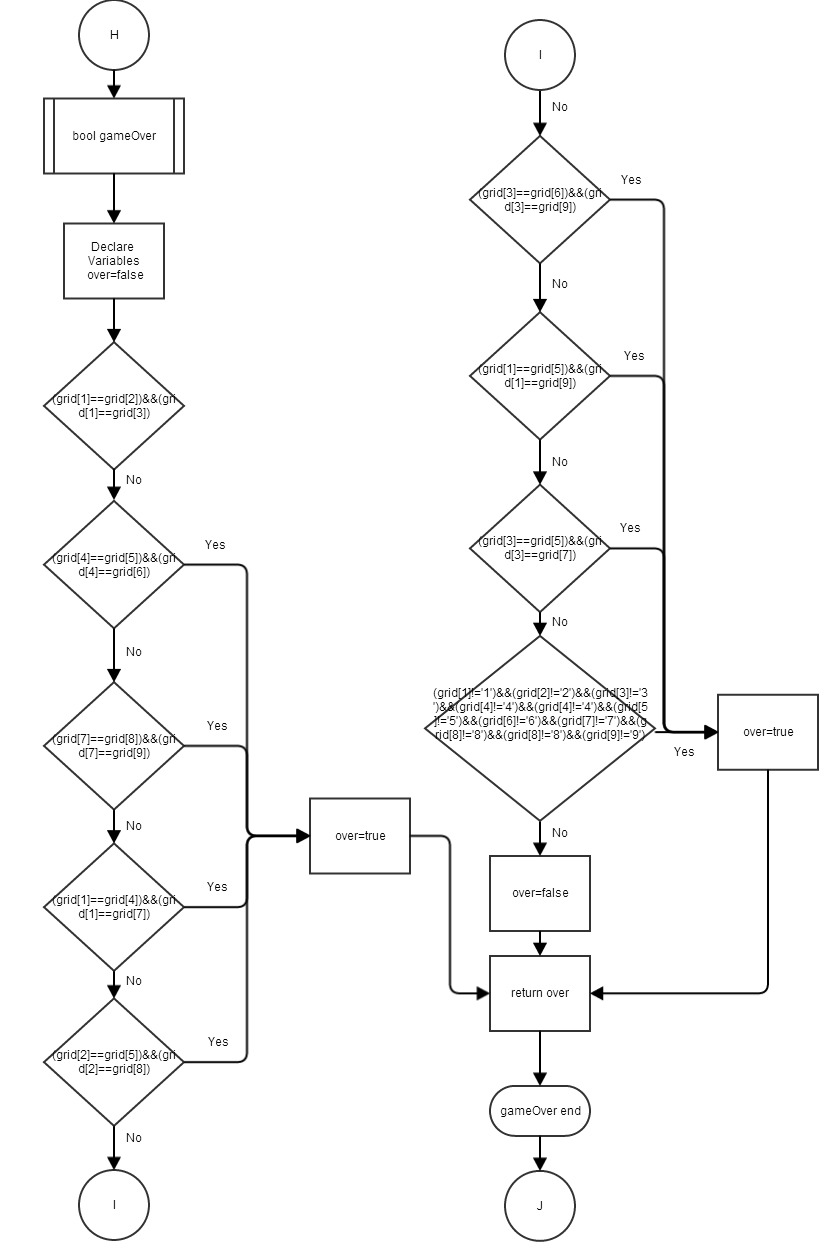 H
bool gameOver
Declare
Variables
over=false
(grid[1]==grid[2])&&(gri
d[1]==grid[3])
No
(grid[4]==grid[5])&&(gri
d[4]==grid[6])
Yes
No
(grid[7]==grid[8])&&(gri
d[7]==grid[9])
Yes
No
(grid[1]==grid[4])&&(gri
d[1]==grid[7])
Yes
No
(grid[2]==grid[5])&&(gri
d[2]==grid[8])
Yes
No
I
over=true
I
No
(grid[3]==grid[6])&&(gri
d[3]==grid[9])
Yes
No
(grid[1]==grid[5])&&(gri
d[1]==grid[9])
Yes
No
(grid[3]==grid[5])&&(gri
d[3]==grid[7])
Yes
No
(grid[1]!='1')&&(grid[2]!='2')&&(grid[3]!='3
')&&(grid[4]!='4')&&(grid[4]!='4')&&(grid[5
]!='5')&&(grid[6]!='6')&&(grid[7]!='7')&&(g
rid[8]!='8')&&(grid[8]!='8')&&(grid[9]!='9')
Yes
over=true
No
over=false
return over
gameOver end
J